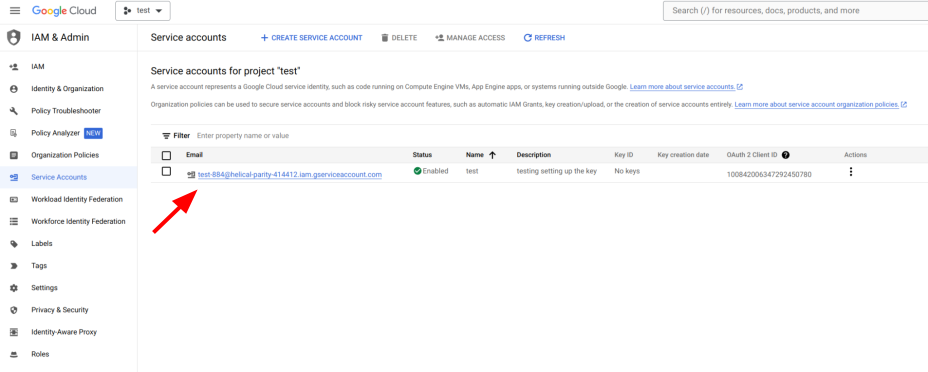 Google Cloud
test
Search (/) for resources, docs, products, and more
IAM & Admin
Service accounts
+ CREATE SERVICE ACCOUNT
DELETE
MANAGE ACCESS
REFRESH
IAM
Identity & Organization
Policy Troubleshooter
Policy Analyzer NEW
Organization Policies
Service Accounts
Workload Identity Federation
Workforce Identity Federation
Labels
Tags
Settings
Privacy & Security
Identity-Aware Proxy
Roles
Service accounts for project "test"
A service account represents a Google Cloud service identity, such as code running on Compute Engine VMs, App Engine apps, or systems running outside Google. Learn more about service accounts.
Organization policies can be used to secure service accounts and block risky service account features, such as automatic IAM Grants, key creation/upload, or the creation of service accounts entirely. Learn more about service account organization policies.
Filter Enter property name or value
Email Status Name Description Key ID Key creation date OAuth 2 Client ID Actions
test-884@helical-parity-414412.iam.gserviceaccount.com Enabled test testing setting up the key No keys 100842006347292450780